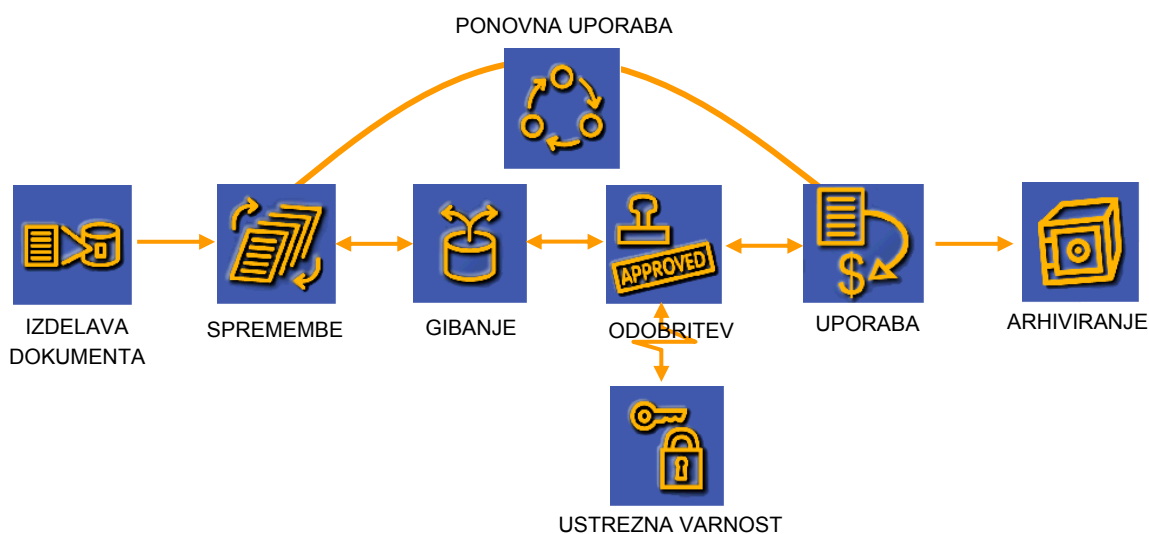 PONOVNA UPORABA
$
APPROVED
IZDELAVA
DOKUMENTA
SPREMEMBE
GIBANJE
ODOBRITEV
UPORABA
ARHIVIRANJE
USTREZNA VARNOST